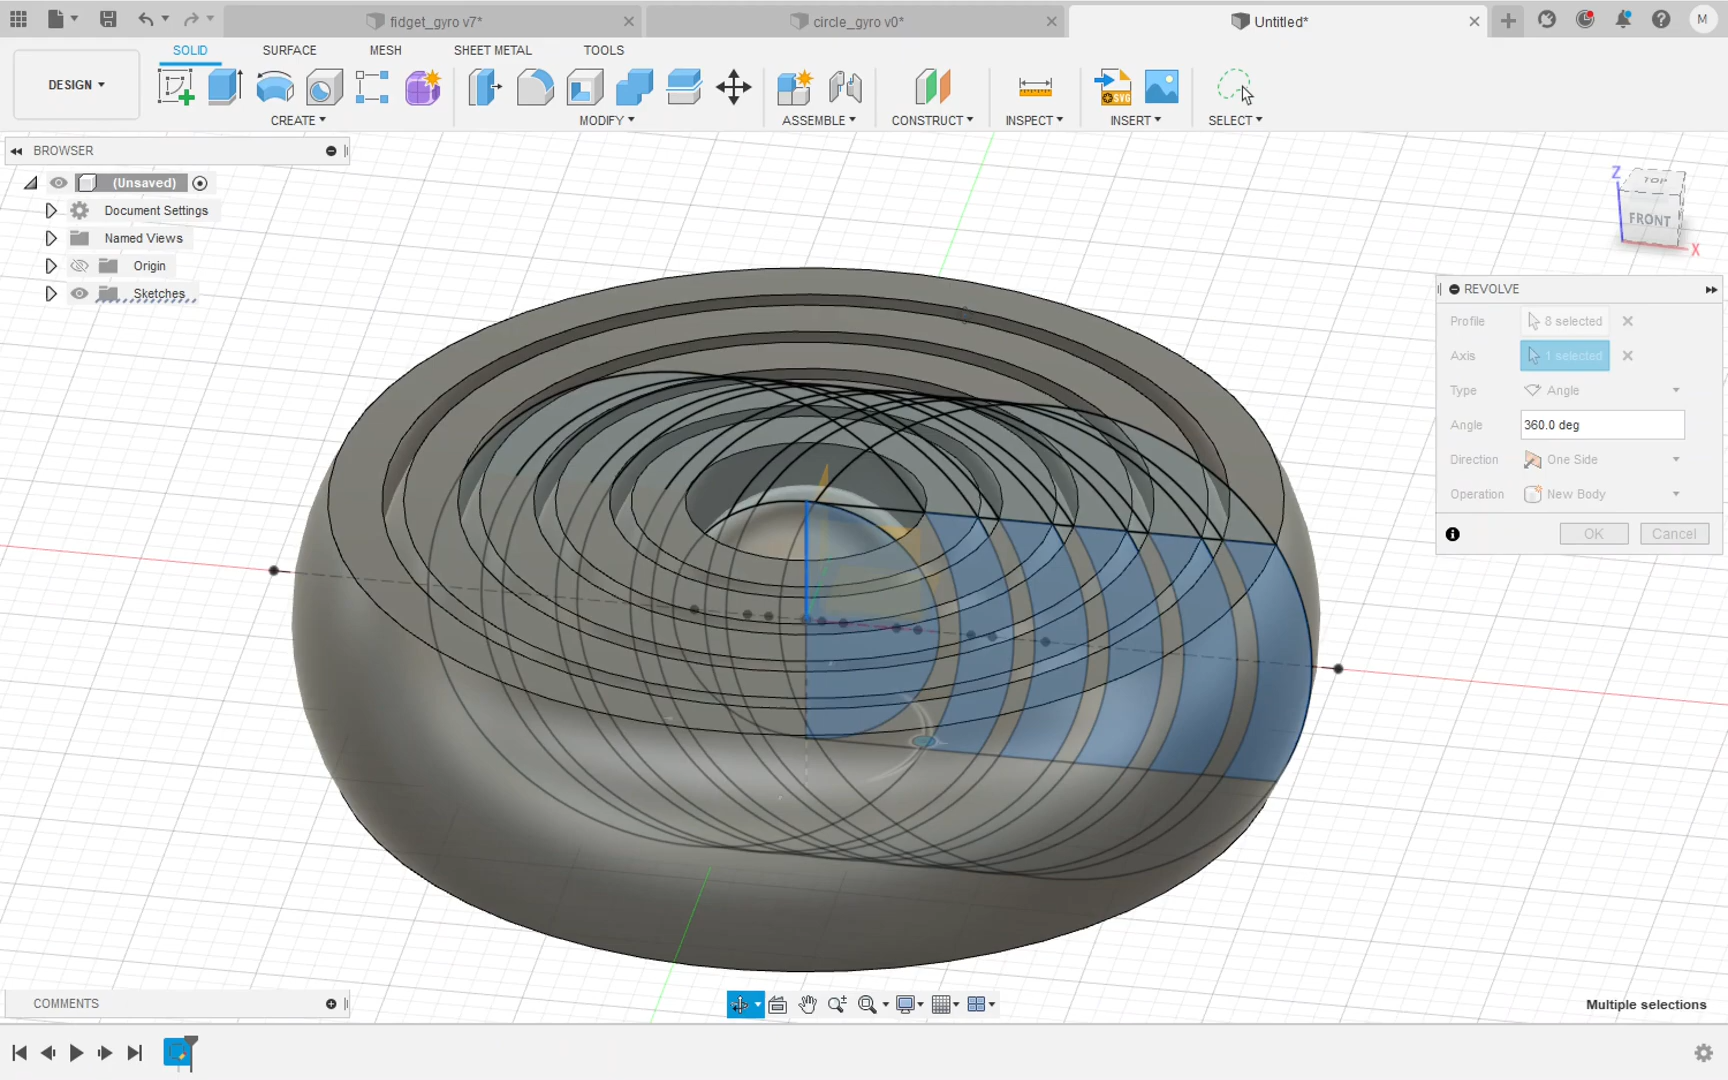 fidget_gyro v7*
circle_gyro v0*
Untitled*
M
DESIGN
SOLID
SURFACE
MESH
SHEET METAL
TOOLS
CREATE
MODIFY
ASSEMBLE
CONSTRUCT
INSPECT
INSERT
SELECT
SVG
BROWSER
(Unsaved)
Document Settings
Named Views
Origin
Sketches
Z
TOP
FRONT
X
REVOLVE
Profile 8 selected
Axis 1 selected
Type Angle
Angle 360.0 deg
Direction One Side
Operation New Body
OK Cancel
COMMENTS
Multiple selections